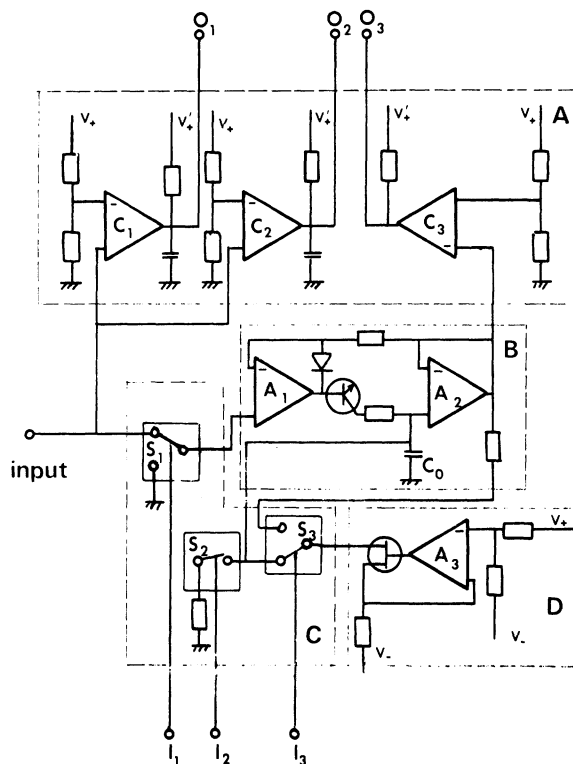 O1 O2 O3
V+ V'+ V+ V'+ V'+ V+ A
- - -
C1 C2 C3
B
- -
A1 A2
S1 C0
input
S2 S3 - V+
A3
C D
V- V-
I1 I2 I3